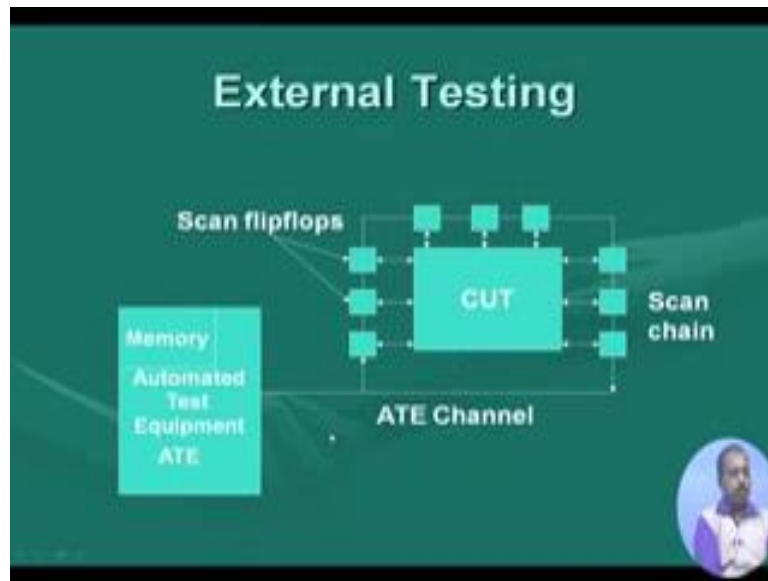 External Testing
Scan flipflops
CUT
Scan
chain
Memory
Automated
Test
Equipment
ATE
ATE Channel